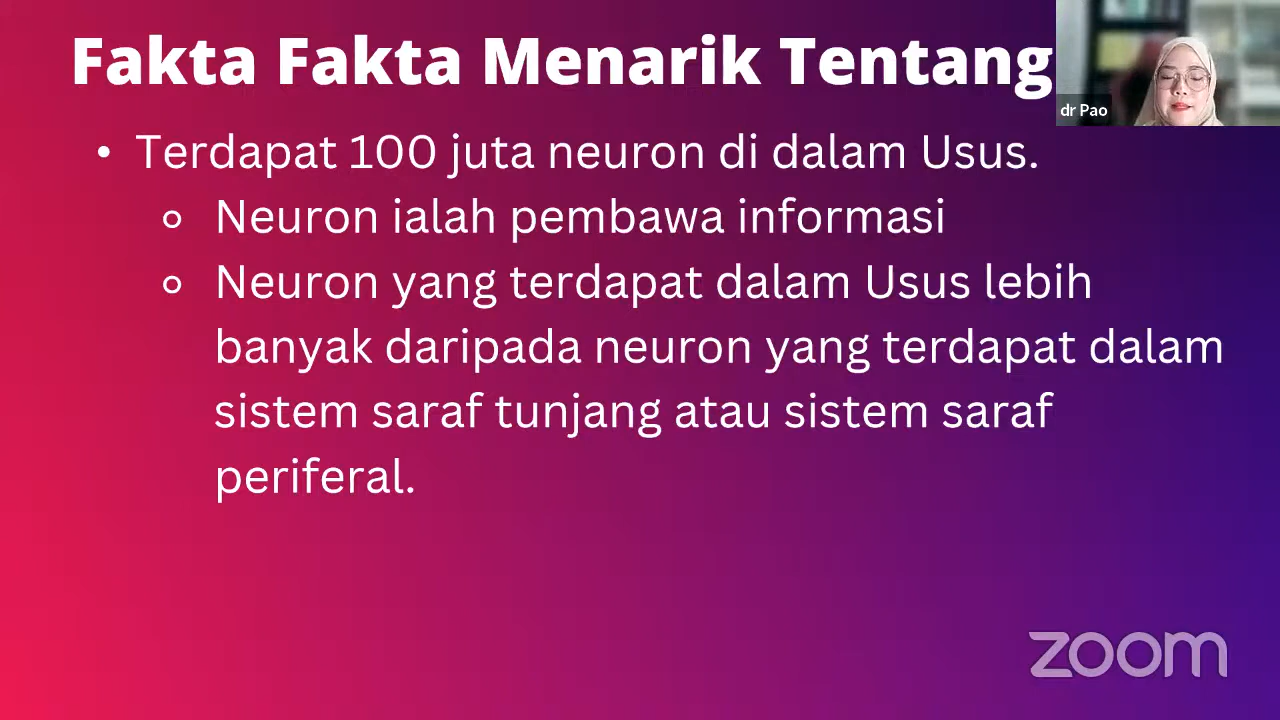 Fakta Fakta Menarik Tentang
dr Pao
• Terdapat 100 juta neuron di dalam Usus.
Neuron ialah pembawa informasi
Neuron yang terdapat dalam Usus lebih
banyak daripada neuron yang terdapat dalam
sistem saraf tunjang atau sistem saraf
periferal.
zoom